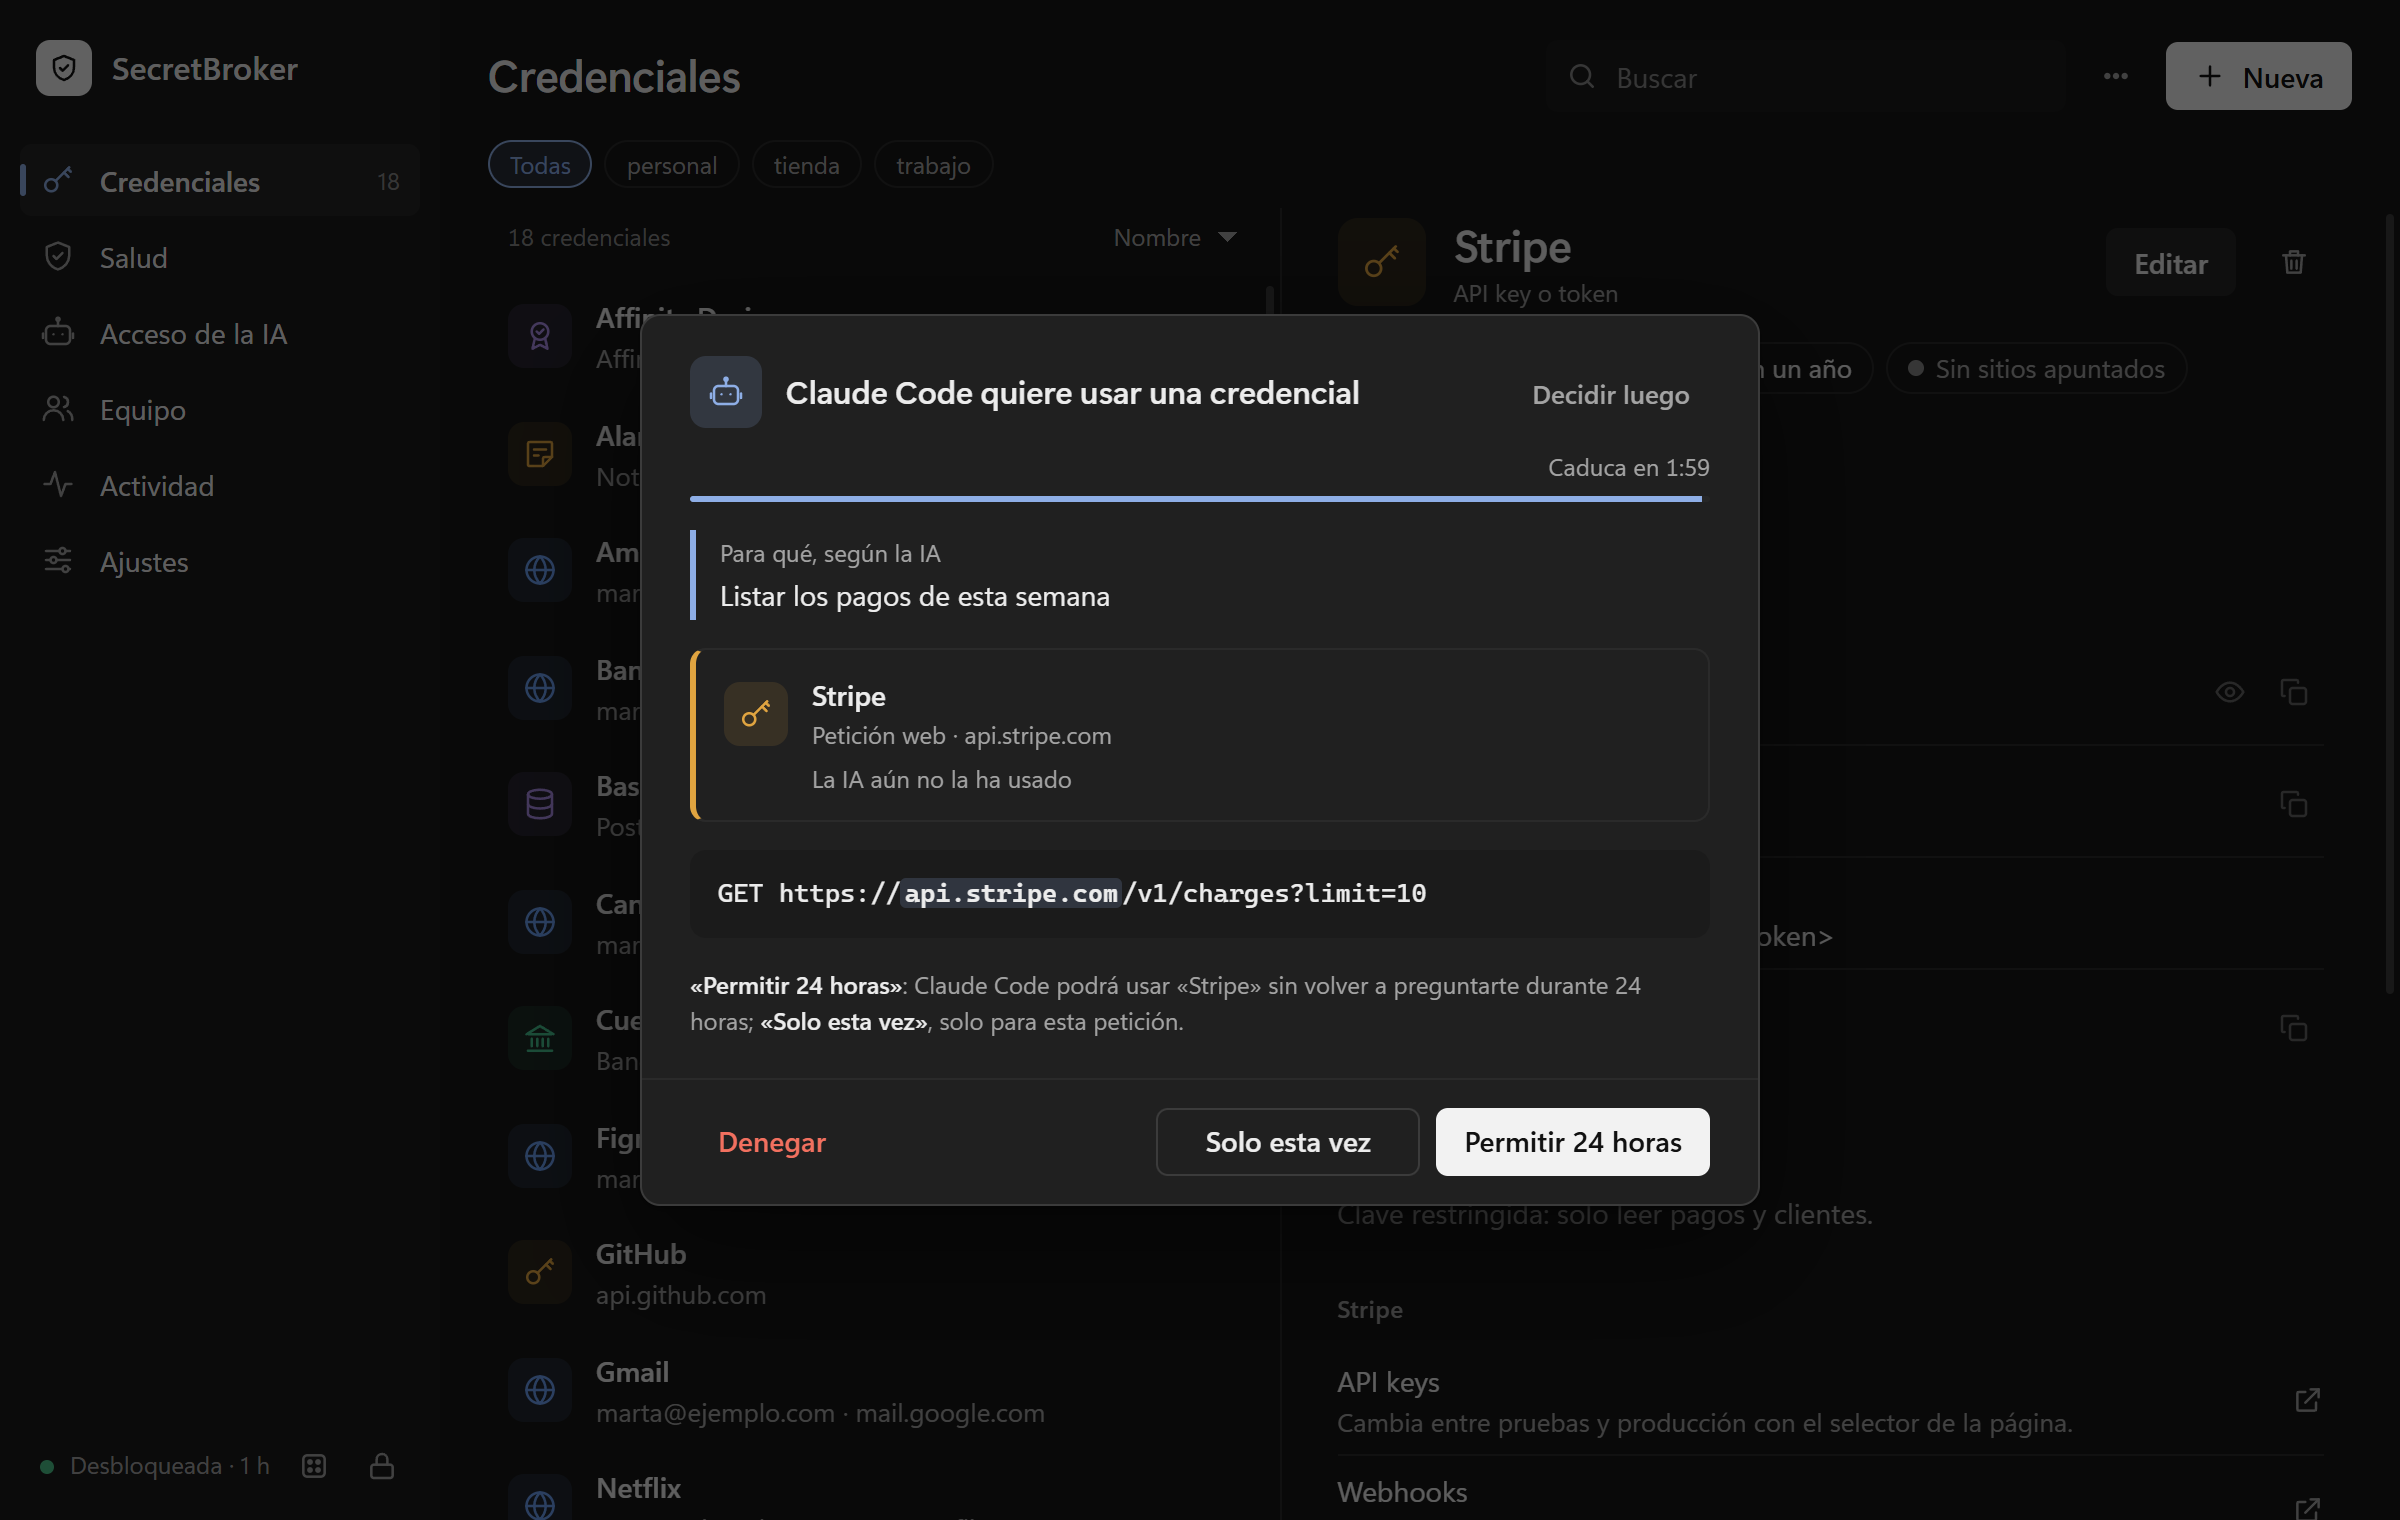 SecretBroker
Credenciales 18
Salud
Acceso de la IA
Equipo
Actividad
Ajustes
Desbloqueada · 1 h
Credenciales
Buscar
Nueva
Todas personal tienda trabajo
18 credenciales
Nombre
GitHub
api.github.com
Gmail
marta@ejemplo.com · mail.google.com
Netflix
Stripe
API key o token
Editar
un año
Sin sitios apuntados
Clave restringida: solo leer pagos y clientes.
Stripe
API keys
Cambia entre pruebas y producción con el selector de la página.
Webhooks
Claude Code quiere usar una credencial
Decidir luego
Caduca en 1:59
Para qué, según la IA
Listar los pagos de esta semana
Stripe
Petición web · api.stripe.com
La IA aún no la ha usado
GET https://api.stripe.com/v1/charges?limit=10
«Permitir 24 horas»: Claude Code podrá usar «Stripe» sin volver a preguntarte durante 24
horas; «Solo esta vez», solo para esta petición.
Denegar
Solo esta vez
Permitir 24 horas